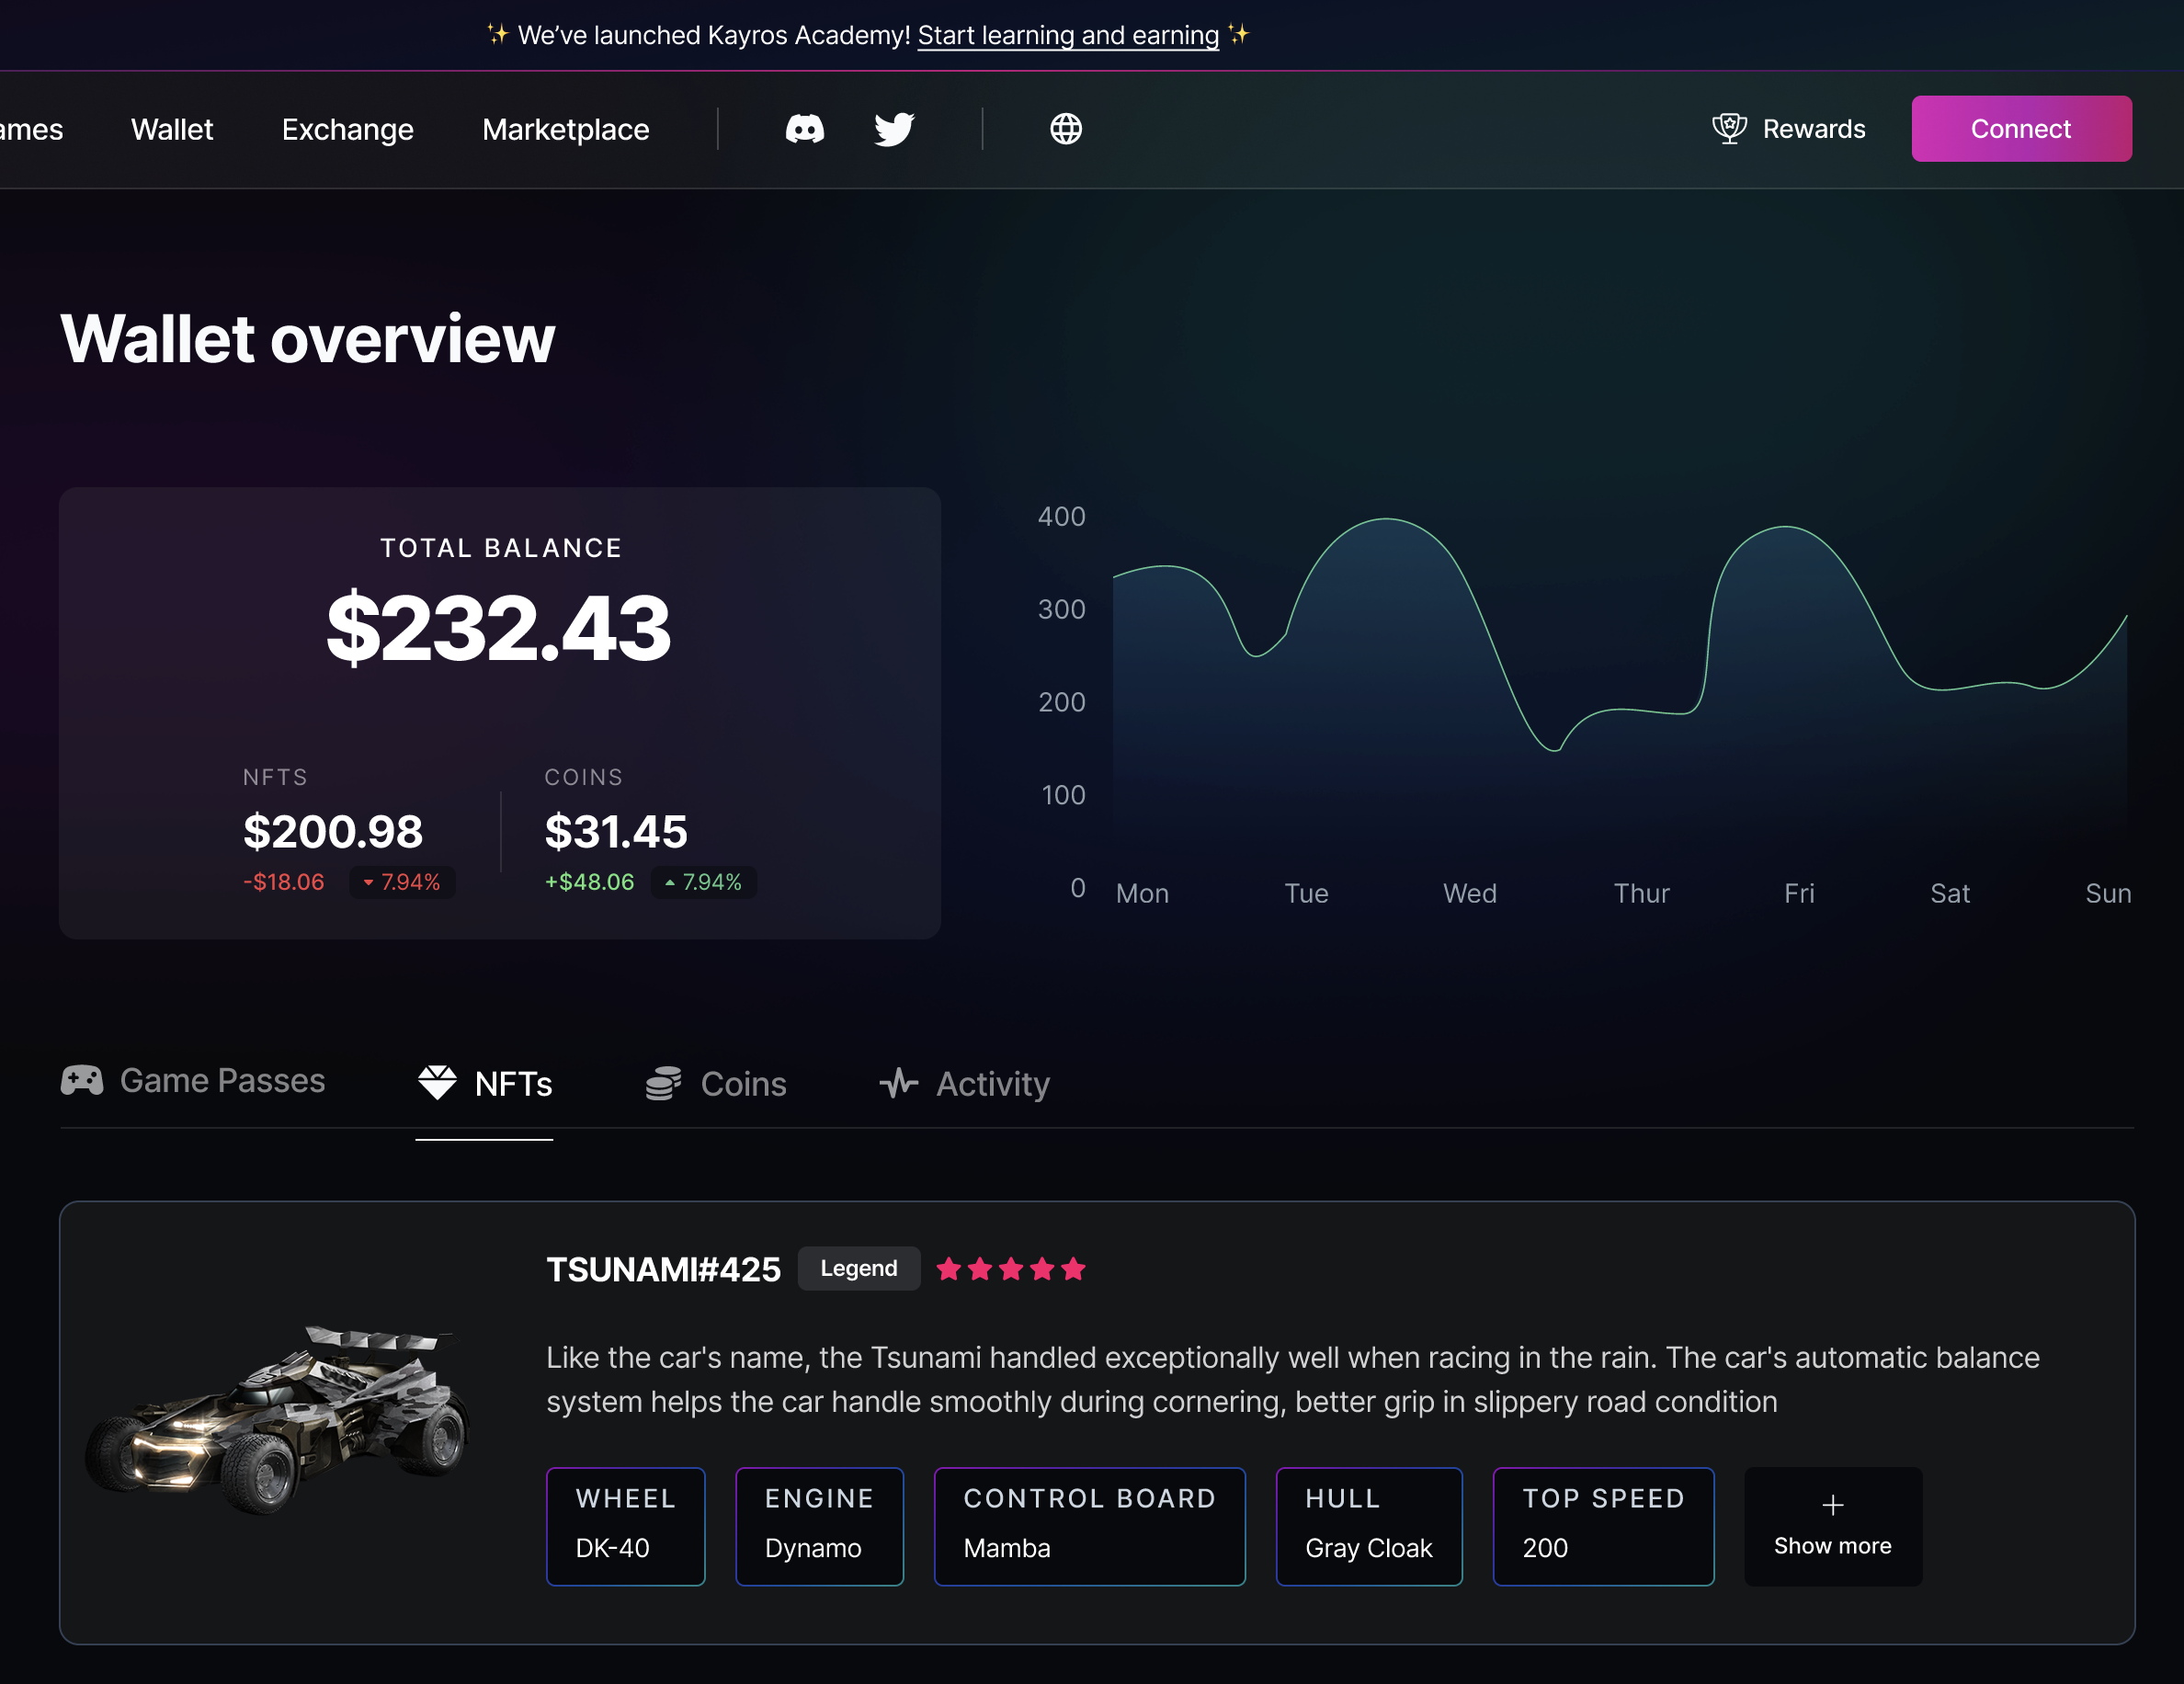 ✨ We’ve launched Kayros Academy! Start learning and earning ✨
ames Wallet Exchange Marketplace Rewards Connect
Wallet overview
TOTAL BALANCE
$232.43
NFTS
$200.98
-$18.06 7.94%
COINS
$31.45
+$48.06 7.94%
400
300
200
100
0
Mon Tue Wed Thur Fri Sat Sun
Game Passes NFTs Coins Activity
TSUNAMI#425 Legend
Like the car's name, the Tsunami handled exceptionally well when racing in the rain. The car's automatic balance
system helps the car handle smoothly during cornering, better grip in slippery road condition
WHEEL
DK-40
ENGINE
Dynamo
CONTROL BOARD
Mamba
HULL
Gray Cloak
TOP SPEED
200
Show more